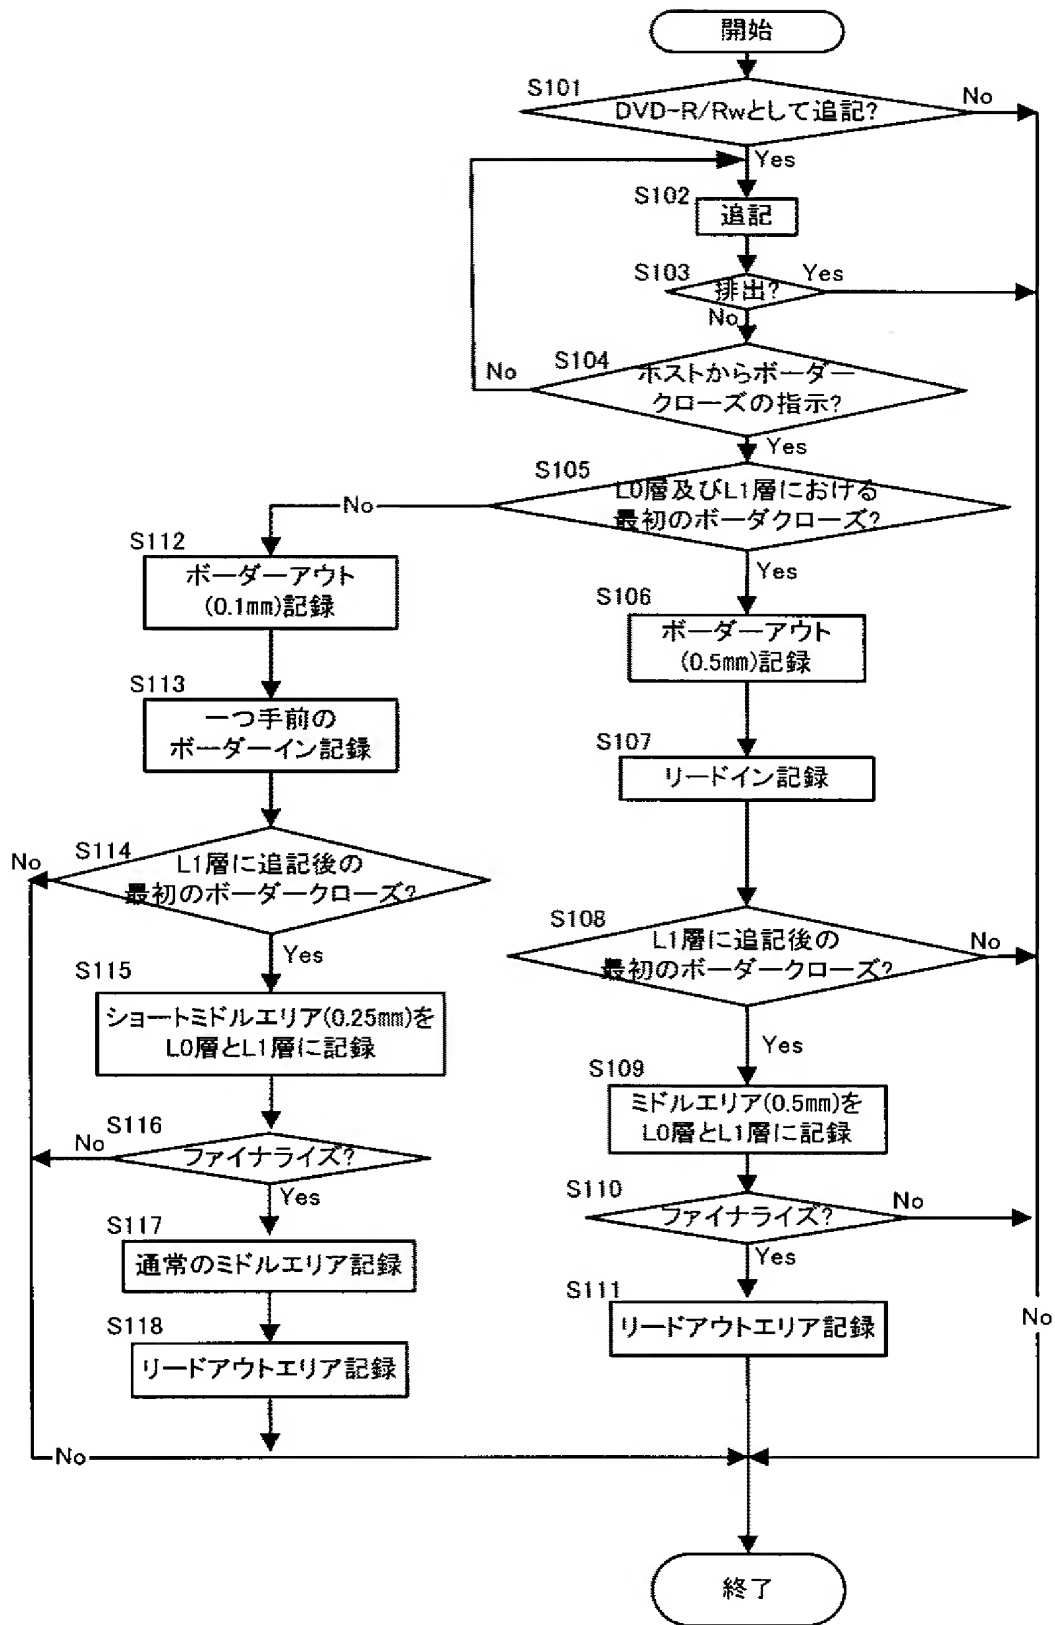 開始
S101
DVD-R/Rwとして追記?
No
Yes
S102
追記
S103
排出?
Yes
No
S104
ホストからボーダー
クローズの指示?
No
Yes
S105
L0層及びL1層における
最初のボーダクローズ?
No
Yes
S112
ボーダーアウト
(0.1㎜)記録
S106
ボーダーアウト
(0.5㎜)記録
S113
一つ手前の
ボーダーイン記録
S107
リードイン記録
S114
L1層に追記後の
最初のボーダークローズ?
No
Yes
S108
L1層に追記後の
最初のボーダークローズ?
No
Yes
S115
ショートミドルエリア(0.25㎜)を
L0層とL1層に記録
S109
ミドルエリア(0.5㎜)を
L0層とL1層に記録
S116
ファイナライズ?
No
Yes
S110
ファイナライズ?
No
Yes
S117
通常のミドルエリア記録
S111
リードアウトエリア記録
No
S118
リードアウトエリア記録
No
終了